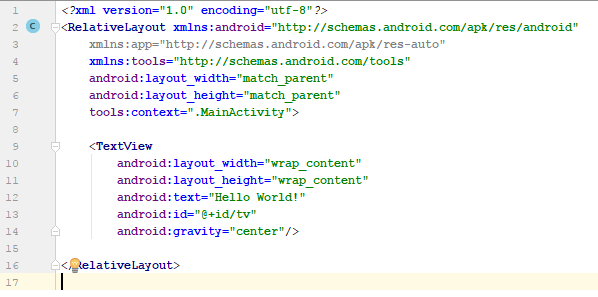 1 <?xml version="1.0" encoding="utf-8"?>
2 C <RelativeLayout xmlns:android="http://schemas.android.com/apk/res/android"
3 xmlns:app="http://schemas.android.com/apk/res-auto"
4 xmlns:tools="http://schemas.android.com/tools"
5 android:layout_width="match_parent"
6 android:layout_height="match_parent"
7 tools:context=".MainActivity">
8
9 <TextView
10 android:layout_width="wrap_content"
11 android:layout_height="wrap_content"
12 android:text="Hello World!"
13 android:id="@+id/tv"
14 android:gravity="center"/>
15
16 </RelativeLayout>
17